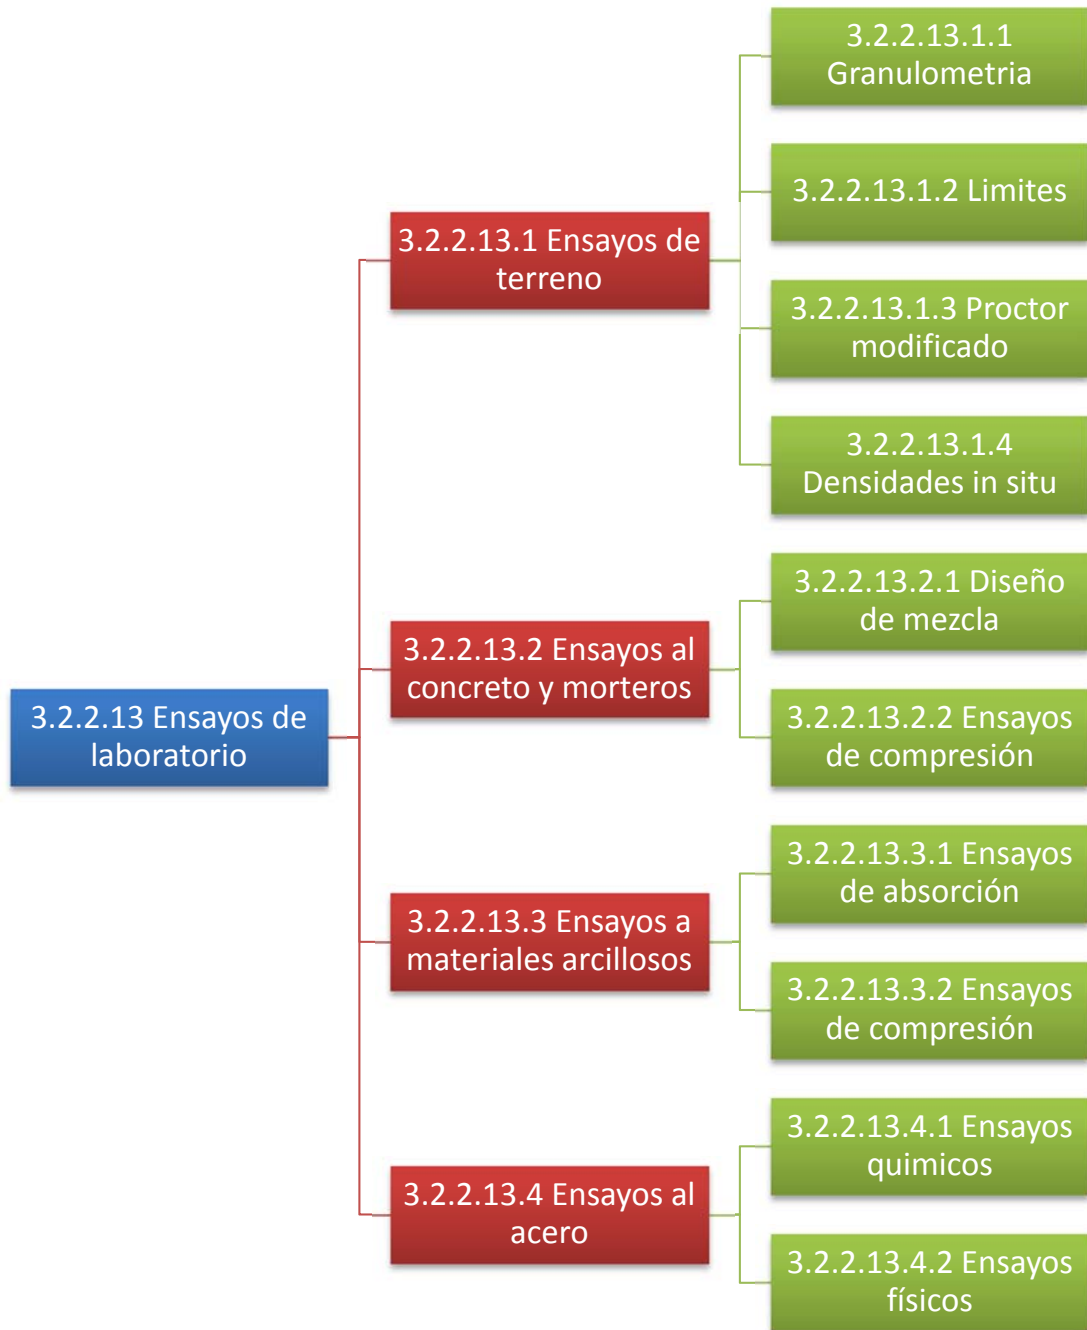 3.2.2.13 Ensayos de
laboratorio
3.2.2.13.1 Ensayos de
terreno
3.2.2.13.1.1
Granulometria
3.2.2.13.1.2 Limites
3.2.2.13.1.3 Proctor
modificado
3.2.2.13.1.4
Densidades in situ
3.2.2.13.2 Ensayos al
concreto y morteros
3.2.2.13.2.1 Diseño
de mezcla
3.2.2.13.2.2 Ensayos
de compresión
3.2.2.13.3 Ensayos a
materiales arcillosos
3.2.2.13.3.1 Ensayos
de absorción
3.2.2.13.3.2 Ensayos
de compresión
3.2.2.13.4 Ensayos al
acero
3.2.2.13.4.1 Ensayos
quimicos
3.2.2.13.4.2 Ensayos
físicos